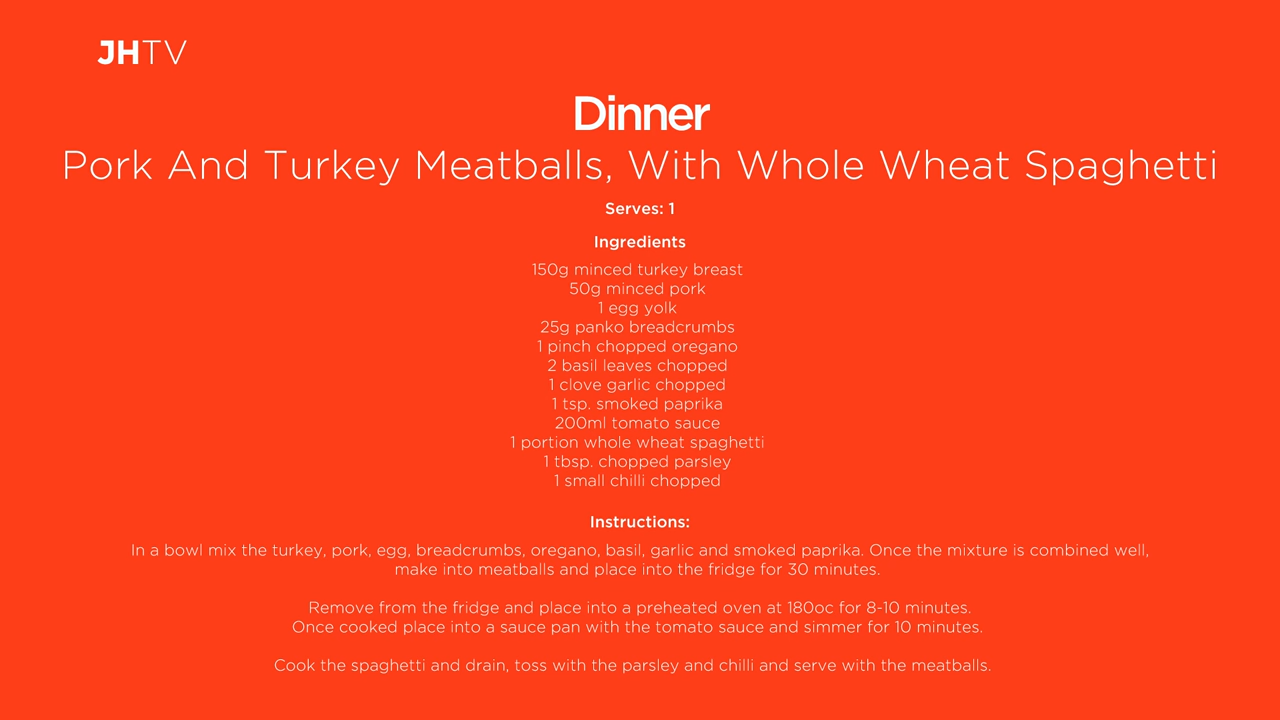 JHTV
Dinner
Pork And Turkey Meatballs, With Whole Wheat Spaghetti
Serves: 1
Ingredients
150g minced turkey breast
50g minced pork
1 egg yolk
25g panko breadcrumbs
1 pinch chopped oregano
2 basil leaves chopped
1 clove garlic chopped
1 tsp. smoked paprika
200ml tomato sauce
1 portion whole wheat spaghetti
1 tbsp. chopped parsley
1 small chilli chopped
Instructions:
In a bowl mix the turkey, pork, egg, breadcrumbs, oregano, basil, garlic and smoked paprika. Once the mixture is combined well,
make into meatballs and place into the fridge for 30 minutes.
Remove from the fridge and place into a preheated oven at 180oc for 8-10 minutes.
Once cooked place into a sauce pan with the tomato sauce and simmer for 10 minutes.
Cook the spaghetti and drain, toss with the parsley and chilli and serve with the meatballs.